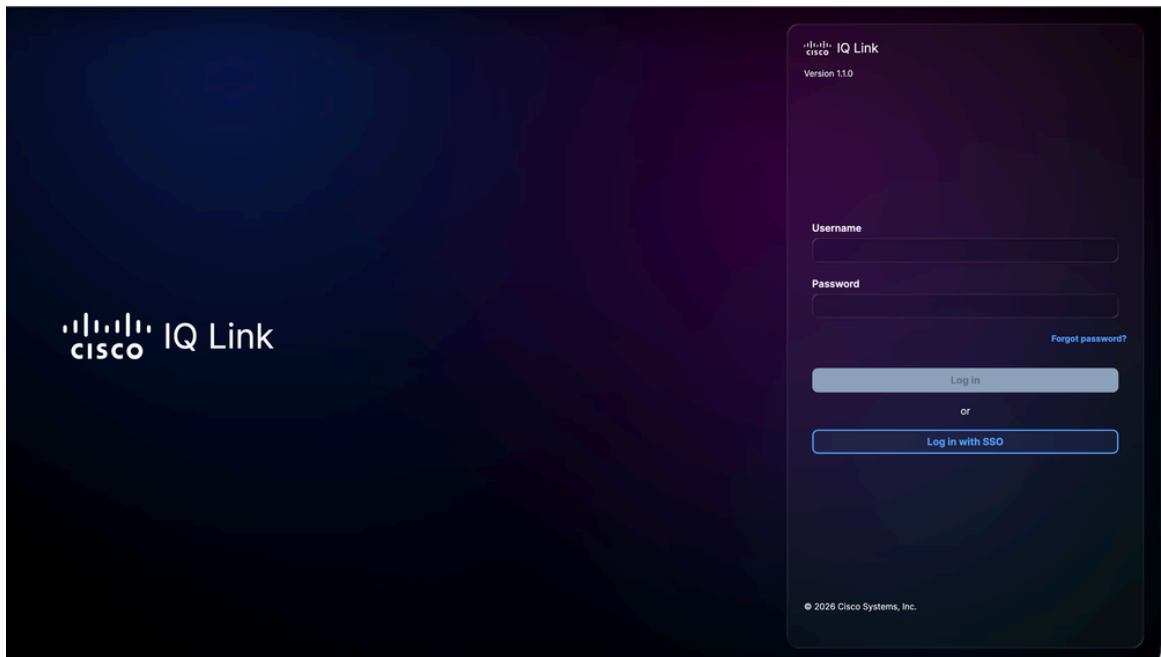 cisco IQ Link
cisco IQ Link
Version 1.1.0
Username
Password
Forgot password?
Log in
or
Log in with SSO
© 2026 Cisco Systems, Inc.